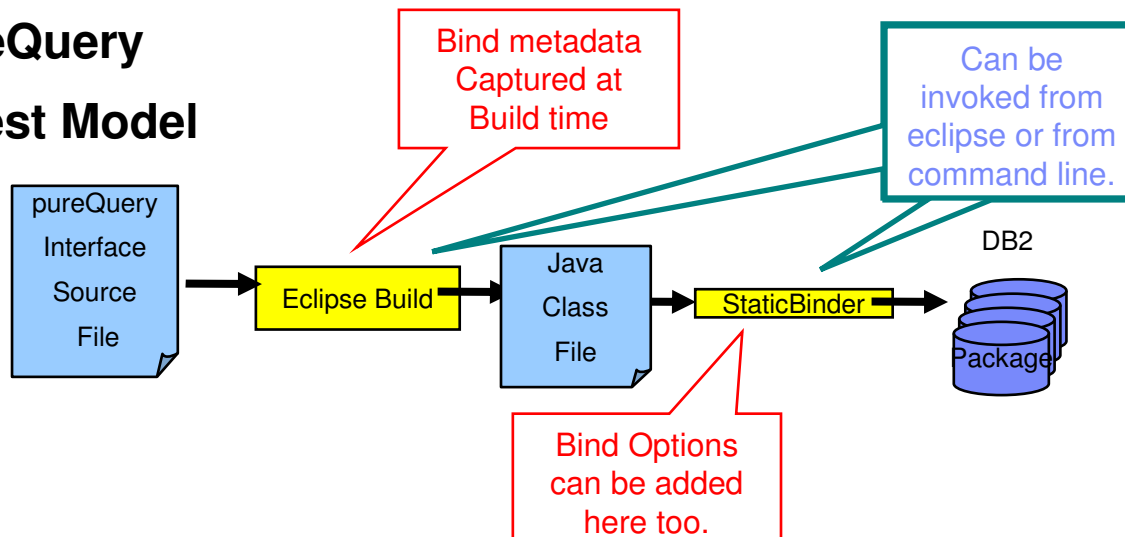 eQuery
est Model
Bind metadata
Captured at
Build time
Can be
invoked from
eclipse or from
command line.
pureQuery
Interface
Source
File
Eclipse Build
Java
Class
File
StaticBinder
DB2
Package
Bind Options
can be added
here too.